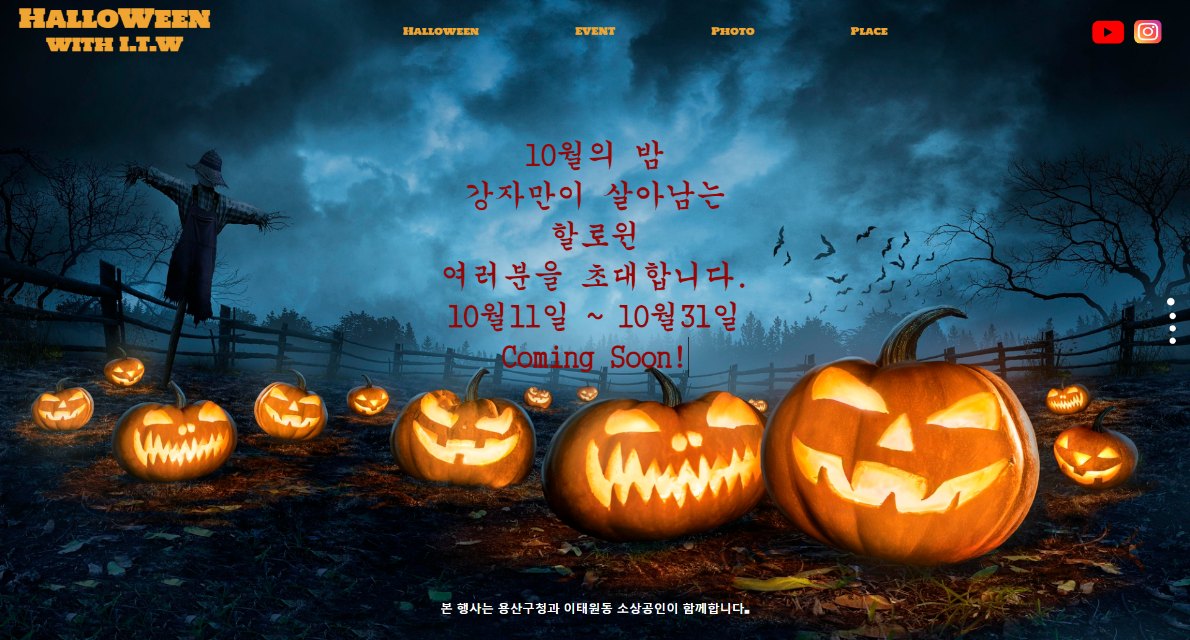 HalloWeen
with I.T.W
Halloween
event
Photo
Place
10월의 밤
강자만이 살아남는
할로윈
여러분을 초대합니다.
10월11일 ~ 10월31일
Coming Soon!
본 행사는 용산구청과 이태원동 소상공인이 함께합니다.